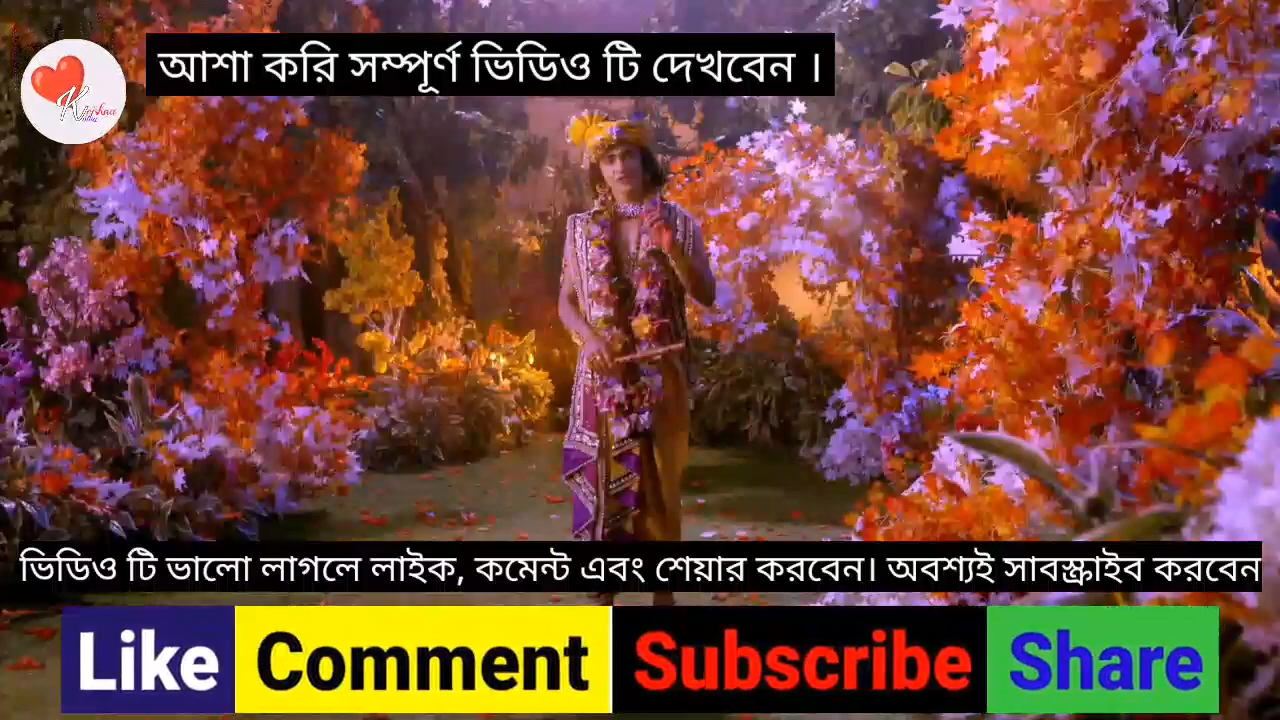 আশা করি সম্পূর্ণ ভিডিও টি দেখবেন ।
ভিডিও টি ভালো লাগলে লাইক, কমেন্ট এবং শেয়ার করবেন। অবশ্যই সাবস্ক্রাইব করবেন
Like Comment Subscribe Share